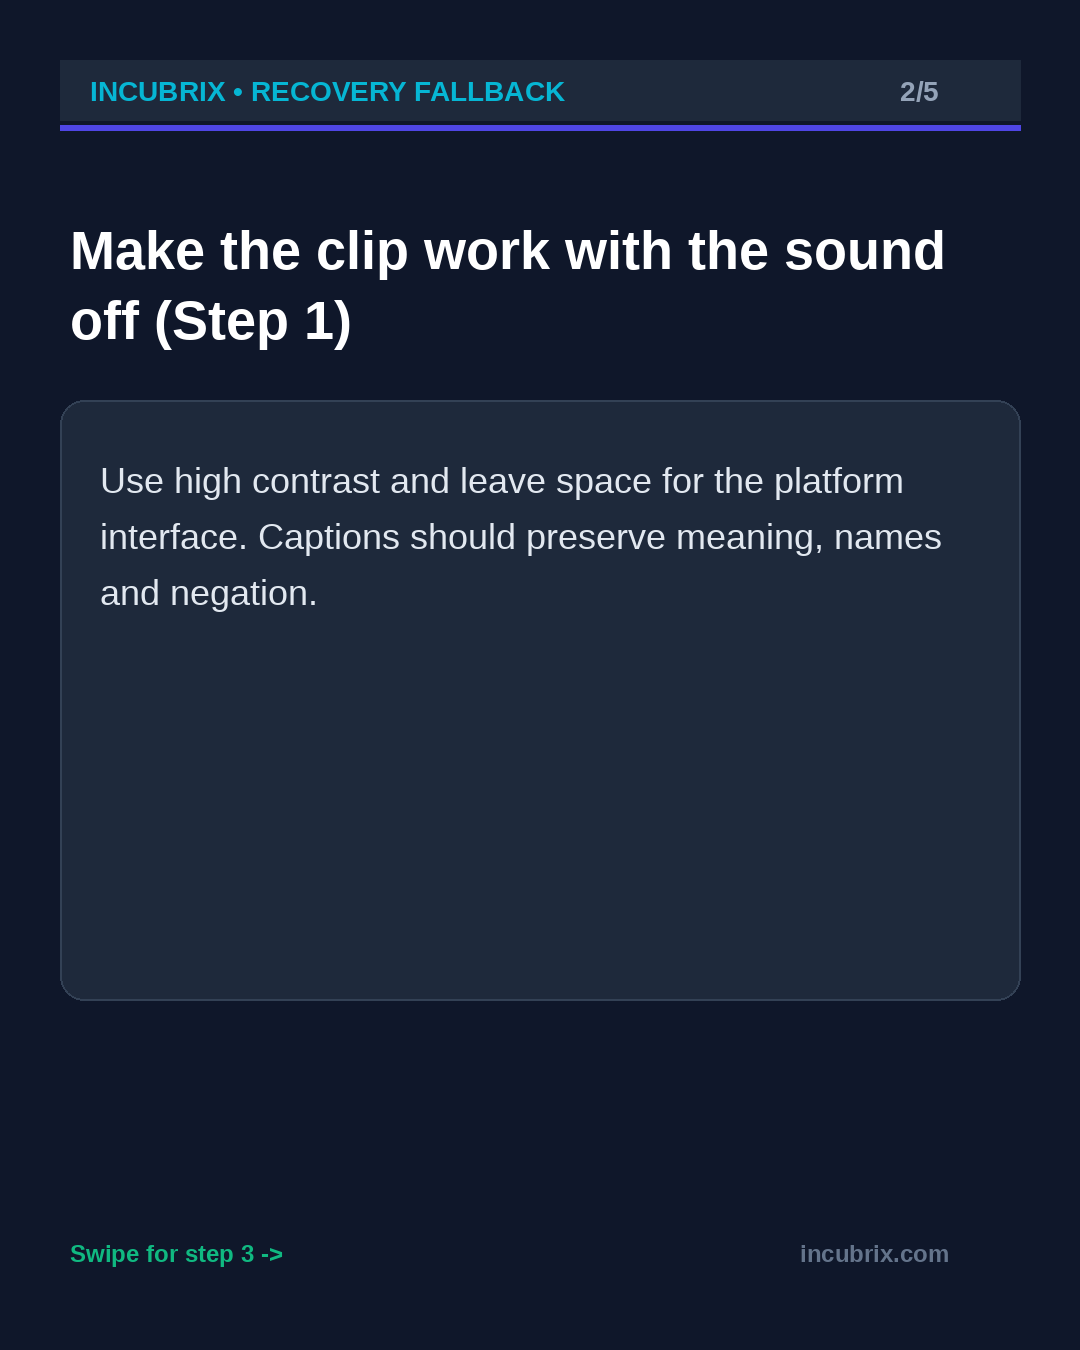 INCUBRIX • RECOVERY FALLBACK 2/5
Make the clip work with the sound
off (Step 1)
Use high contrast and leave space for the platform
interface. Captions should preserve meaning, names
and negation.
Swipe for step 3 -> incubrix.com